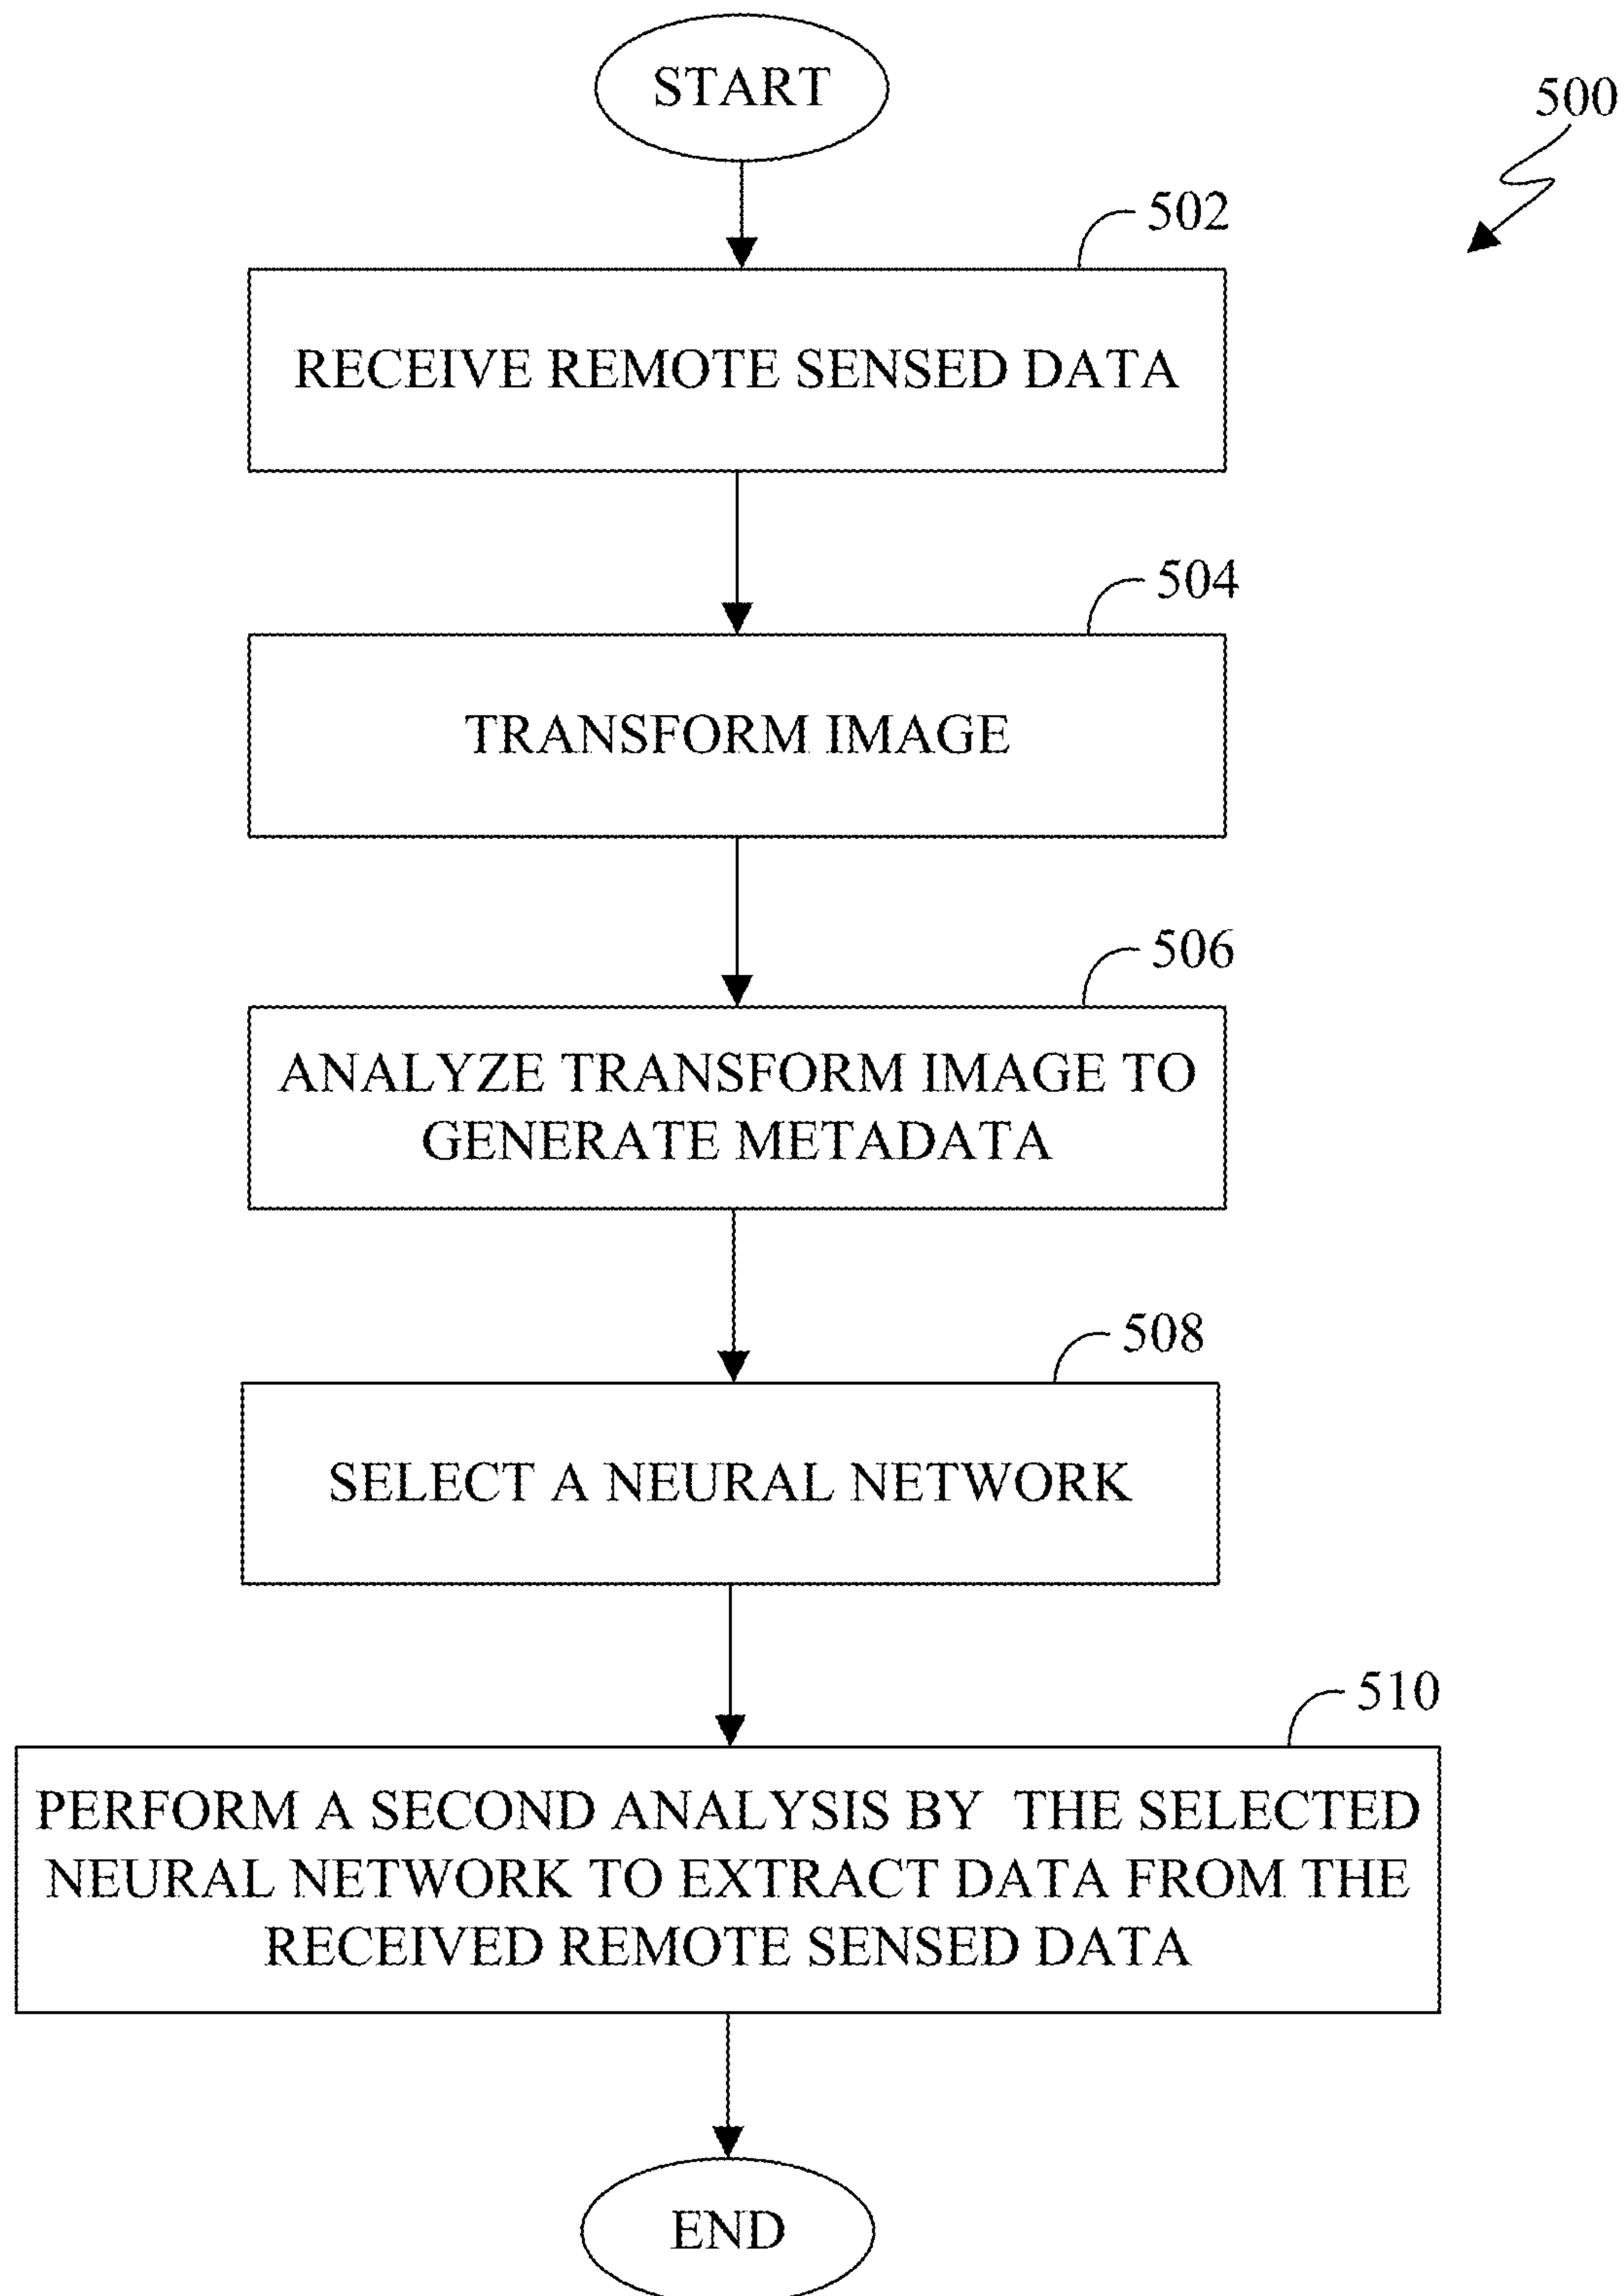 START
500
502
RECEIVE REMOTE SENSED DATA
504
TRANSFORM IMAGE
506
ANALYZE TRANSFORM IMAGE TO
GENERATE METADATA
508
SELECT A NEURAL NETWORK
510
PERFORM A SECOND ANALYSIS BY THE SELECTED
NEURAL NETWORK TO EXTRACT DATA FROM THE
RECEIVED REMOTE SENSED DATA
END